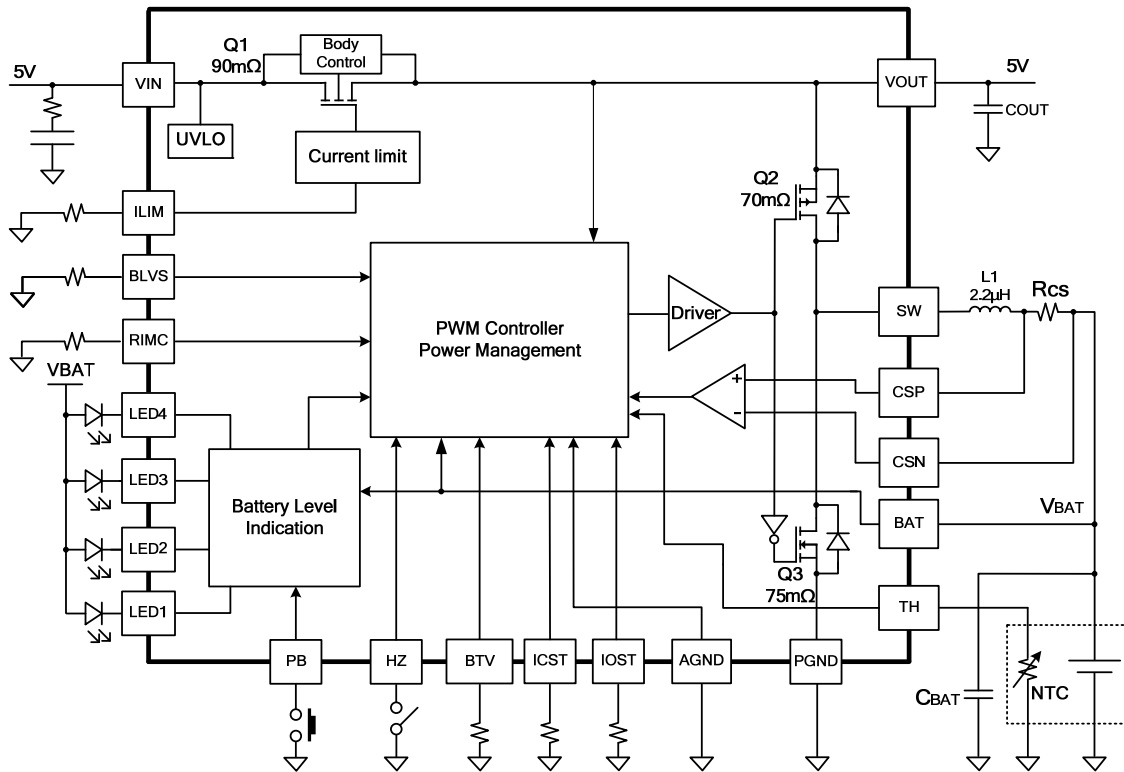 Q1
90mΩ
Body
Control
5V
VIN
VOUT
5V
COUT
UVLO
Current limit
Q2
70mΩ
ILIM
BLVS
L1
2.2µH
Rcs
PWM Controller
Power Management
Driver
SW
RIMC
VBAT
+
-
CSP
LED4
CSN
LED3
Battery Level
Indication
BAT
VBAT
LED2
Q3
75mΩ
LED1
TH
PB
HZ
BTV
ICST
IOST
AGND
PGND
CBAT
NTC